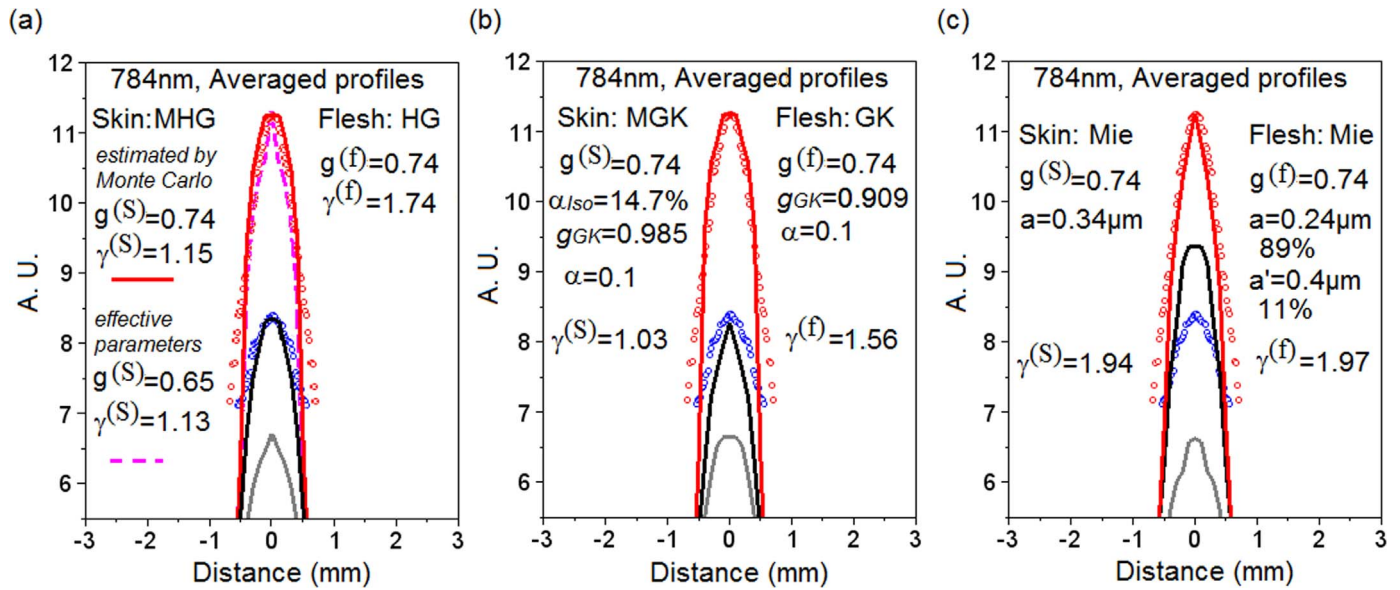 (a)
784nm, Averaged profiles
Skin:MHG
Flesh: HG
estimated by
Monte Carlo
g(S)=0.74
γ(S)=1.15
g(f)=0.74
γ(f)=1.74
effective
parameters
g(S)=0.65
γ(S)=1.13
A. U.
12
11
10
9
8
7
6
-3 -2 -1 0 1 2 3
Distance (mm)
(b)
784nm, Averaged profiles
Skin: MGK
Flesh: GK
g(S)=0.74
αIso=14.7%
gGK=0.985
α=0.1
γ(S)=1.03
g(f)=0.74
gGK=0.909
α=0.1
γ(f)=1.56
A. U.
12
11
10
9
8
7
6
-3 -2 -1 0 1 2 3
Distance (mm)
(c)
784nm, Averaged profiles
Skin: Mie
Flesh: Mie
g(S)=0.74
a=0.34µm
γ(S)=1.94
g(f)=0.74
a=0.24µm
89%
a'=0.4µm
11%
γ(f)=1.97
A. U.
12
11
10
9
8
7
6
-3 -2 -1 0 1 2 3
Distance (mm)